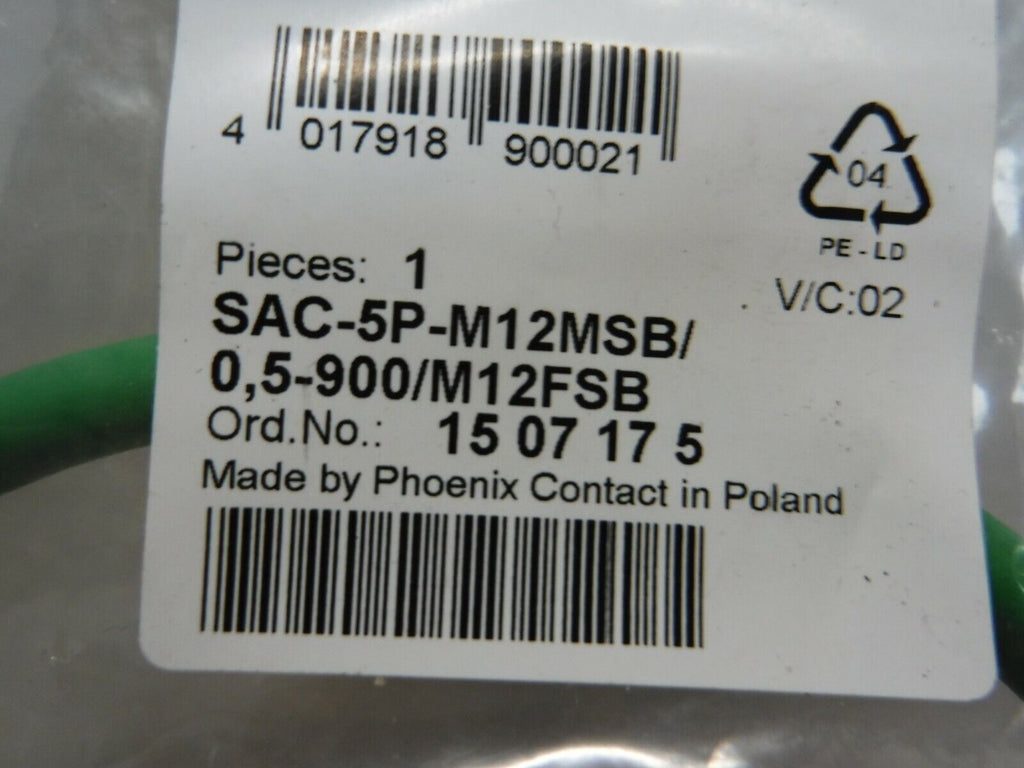 4 017918 900021
04
PE-LD
Pieces: 1
V/C:02
SAC-5P-M12MSB/
0,5-900/M12FSB
Ord.No.: 15 07 17 5
Made by Phoenix Contact in Poland